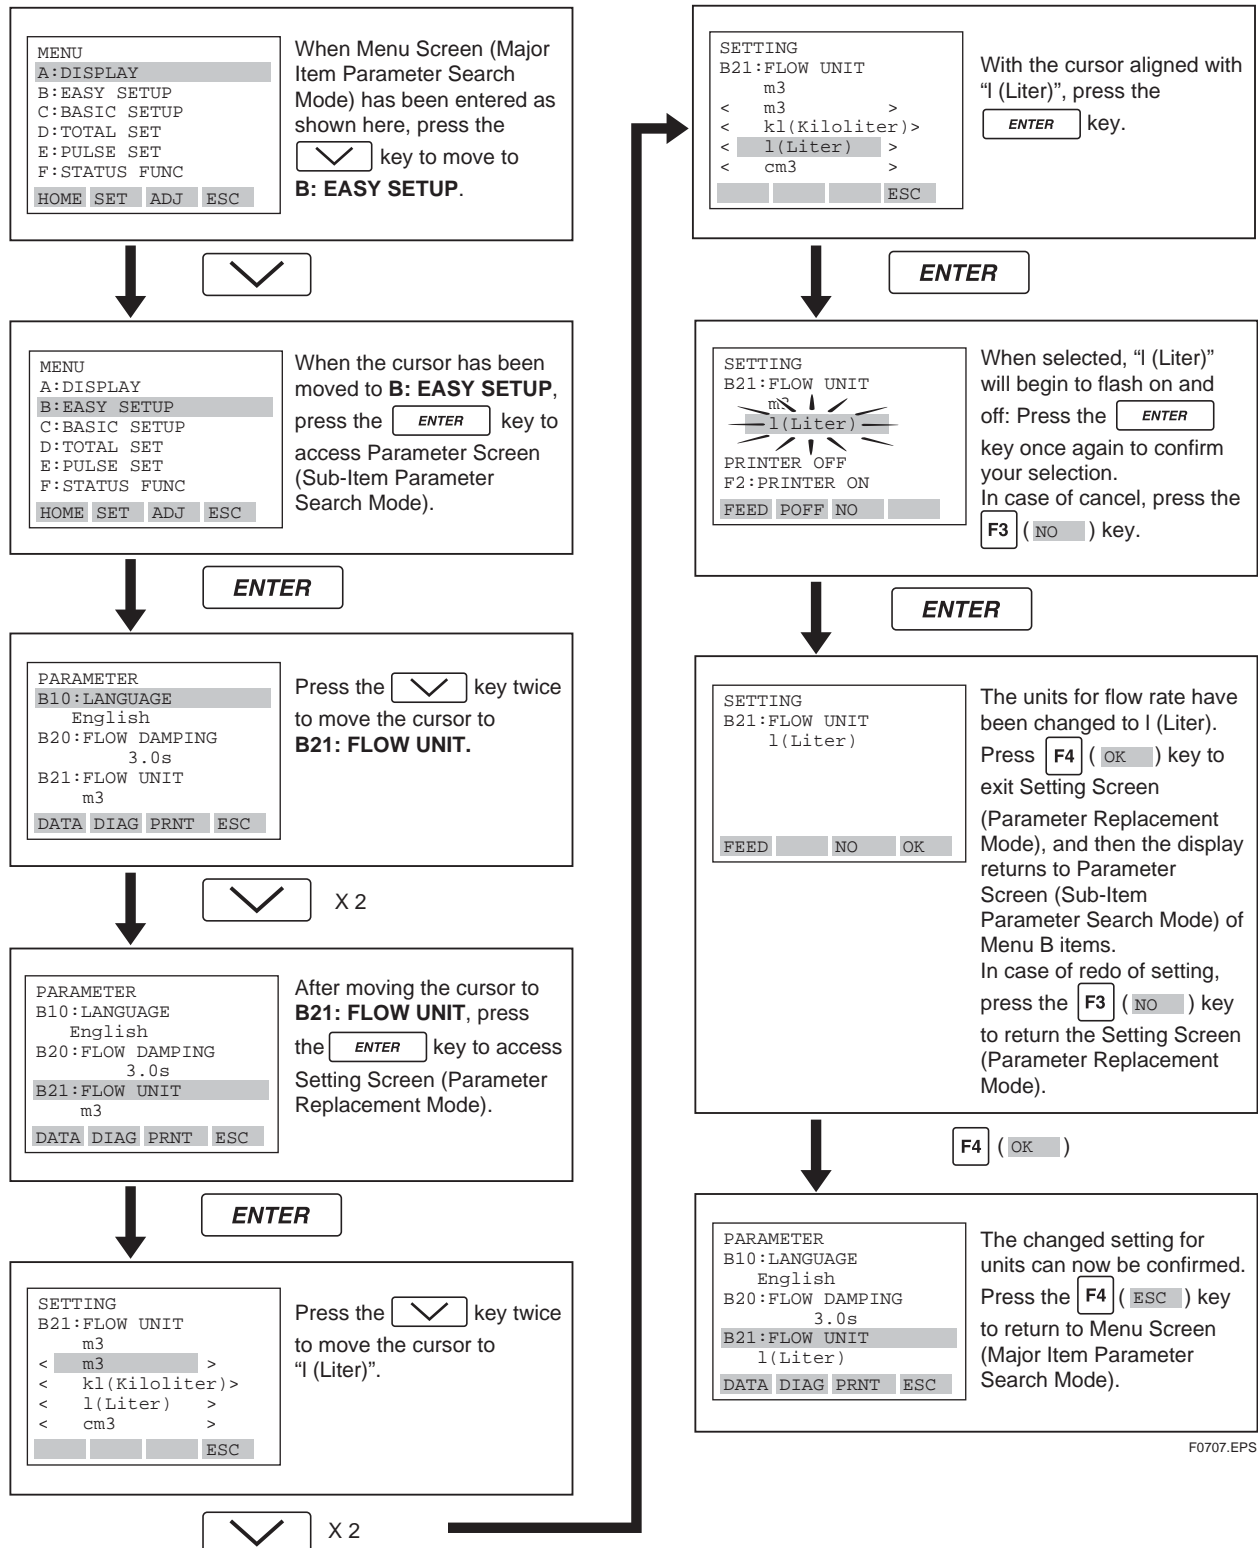 MENU
A:DISPLAY
B:EASY SETUP
C:BASIC SETUP
D:TOTAL SET
E:PULSE SET
F:STATUS FUNC
HOME SET ADJ ESC
When Menu Screen (Major
Item Parameter Search
Mode) has been entered as
shown here, press the
key to move to
B: EASY SETUP.
MENU
A:DISPLAY
B:EASY SETUP
C:BASIC SETUP
D:TOTAL SET
E:PULSE SET
F:STATUS FUNC
HOME SET ADJ ESC
When the cursor has been
moved to B: EASY SETUP,
press the ENTER key to
access Parameter Screen
(Sub-Item Parameter
Search Mode).
ENTER
PARAMETER
B10:LANGUAGE
English
B20:FLOW DAMPING
3.0s
B21:FLOW UNIT
m3
DATA DIAG PRNT ESC
Press the key twice
to move the cursor to
B21: FLOW UNIT.
X 2
PARAMETER
B10:LANGUAGE
English
B20:FLOW DAMPING
3.0s
B21:FLOW UNIT
m3
DATA DIAG PRNT ESC
After moving the cursor to
B21: FLOW UNIT, press
the ENTER key to access
Setting Screen (Parameter
Replacement Mode).
ENTER
SETTING
B21:FLOW UNIT
m3
< m3 >
< kl(Kiloliter)>
< l(Liter) >
< cm3 >
ESC
Press the key twice
to move the cursor to
“l (Liter)”.
X 2
SETTING
B21:FLOW UNIT
m3
< m3 >
< kl(Kiloliter)>
< l(Liter) >
< cm3 >
ESC
With the cursor aligned with
“l (Liter)”, press the
ENTER key.
ENTER
SETTING
B21:FLOW UNIT
m3
l(Liter)
PRINTER OFF
F2:PRINTER ON
FEED POFF NO
When selected, “l (Liter)”
will begin to flash on and
off: Press the ENTER
key once again to confirm
your selection.
In case of cancel, press the
F3 ( NO ) key.
ENTER
SETTING
B21:FLOW UNIT
l(Liter)
FEED NO OK
The units for flow rate have
been changed to l (Liter).
Press F4 ( OK ) key to
exit Setting Screen
(Parameter Replacement
Mode), and then the display
returns to Parameter
Screen (Sub-Item
Parameter Search Mode) of
Menu B items.
In case of redo of setting,
press the F3 ( NO ) key
to return the Setting Screen
(Parameter Replacement
Mode).
F4 ( OK )
PARAMETER
B10:LANGUAGE
English
B20:FLOW DAMPING
3.0s
B21:FLOW UNIT
l(Liter)
DATA DIAG PRNT ESC
The changed setting for
units can now be confirmed.
Press the F4 ( ESC ) key
to return to Menu Screen
(Major Item Parameter
Search Mode).
F0707.EPS